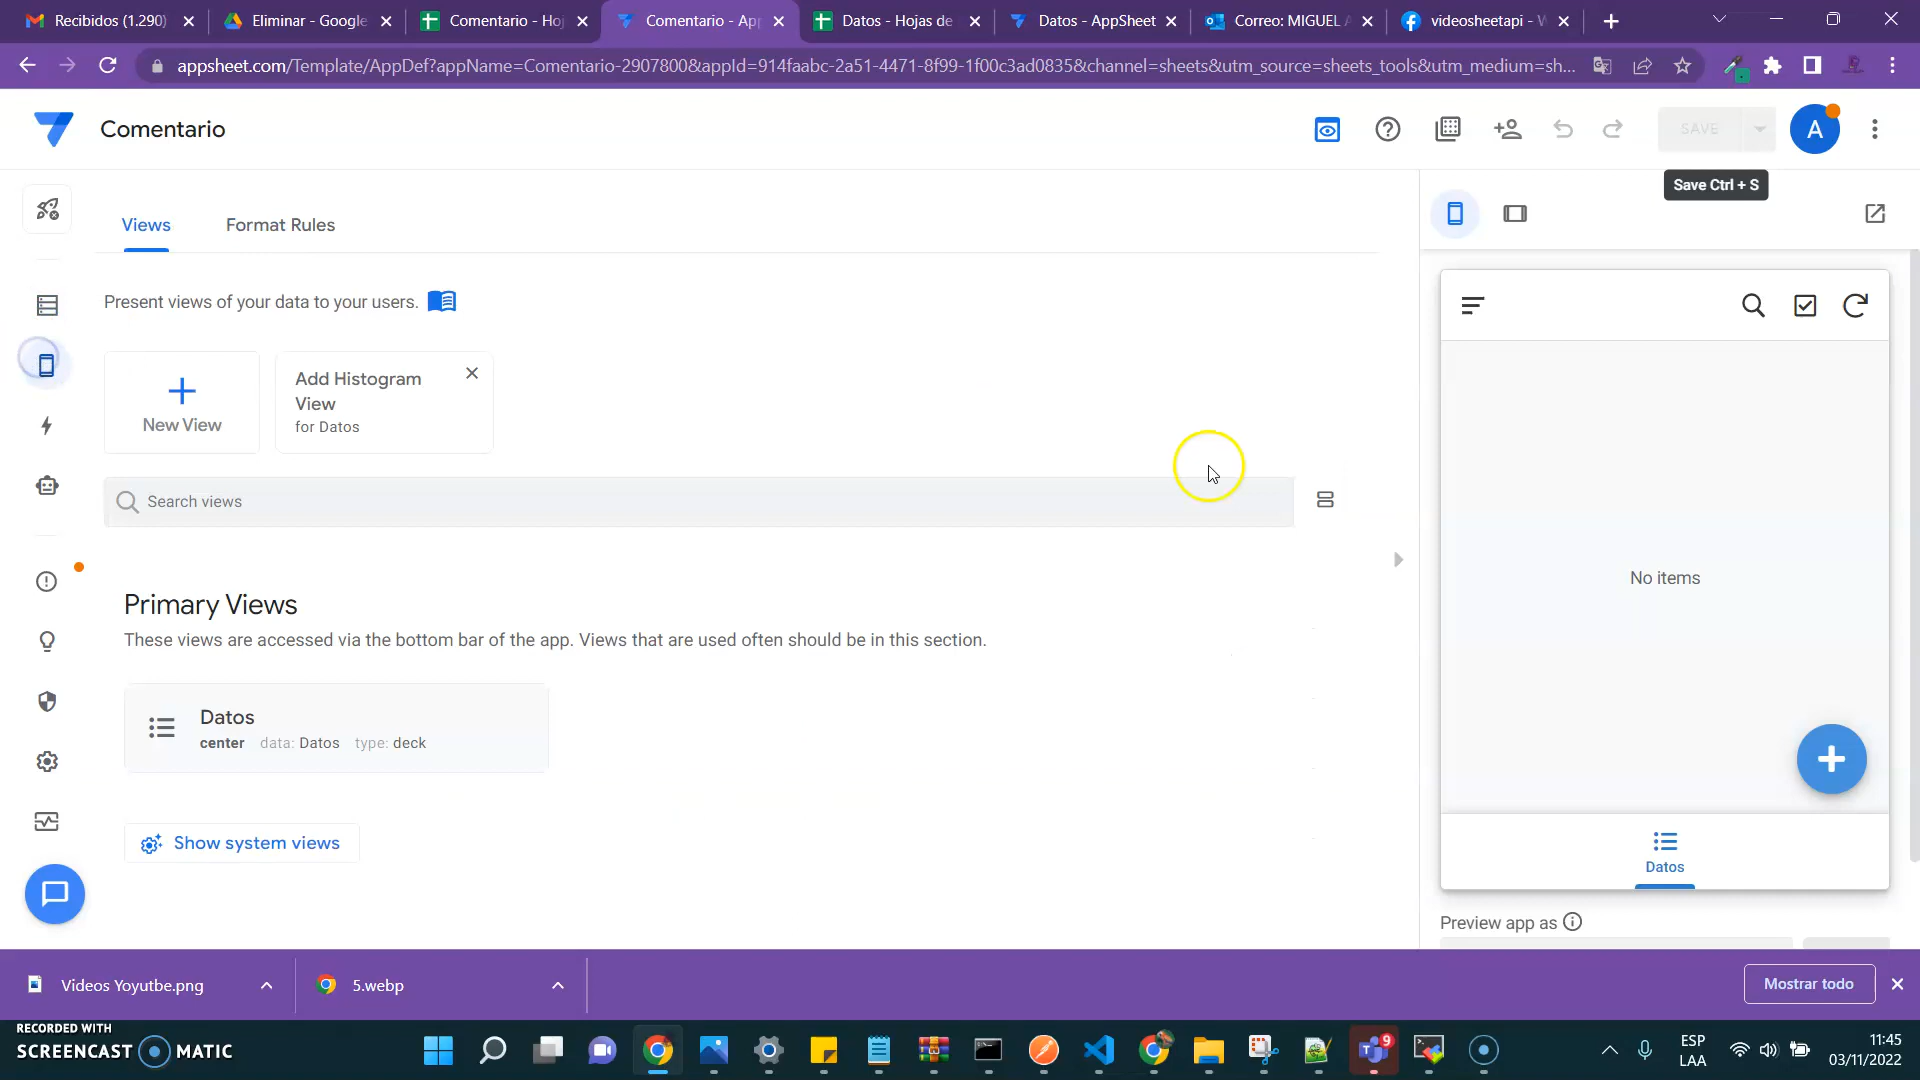 Recibidos (1.290)
Eliminar - Google
Comentario - Hoj
Comentario - App
Datos - Hojas de
Datos - AppSheet
Correo: MIGUEL A
videosheetapi - W
appsheet.com/Template/AppDef?appName=Comentario-2907800&appId=914faabc-2a51-4471-8f99-1f00c3ad0835&channel=sheets&utm_source=sheets_tools&utm_medium=sh...
Comentario
SAVE
A
Save Ctrl + S
Views
Format Rules
Present views of your data to your users.
New View
Add Histogram
View
for Datos
Search views
Primary Views
These views are accessed via the bottom bar of the app. Views that are used often should be in this section.
Datos
center data: Datos type: deck
Show system views
No items
Datos
Preview app as
Videos Yoyutbe.png
5.webp
Mostrar todo
RECORDED WITH
SCREENCAST MATIC
9
ESP
LAA
11:45
03/11/2022